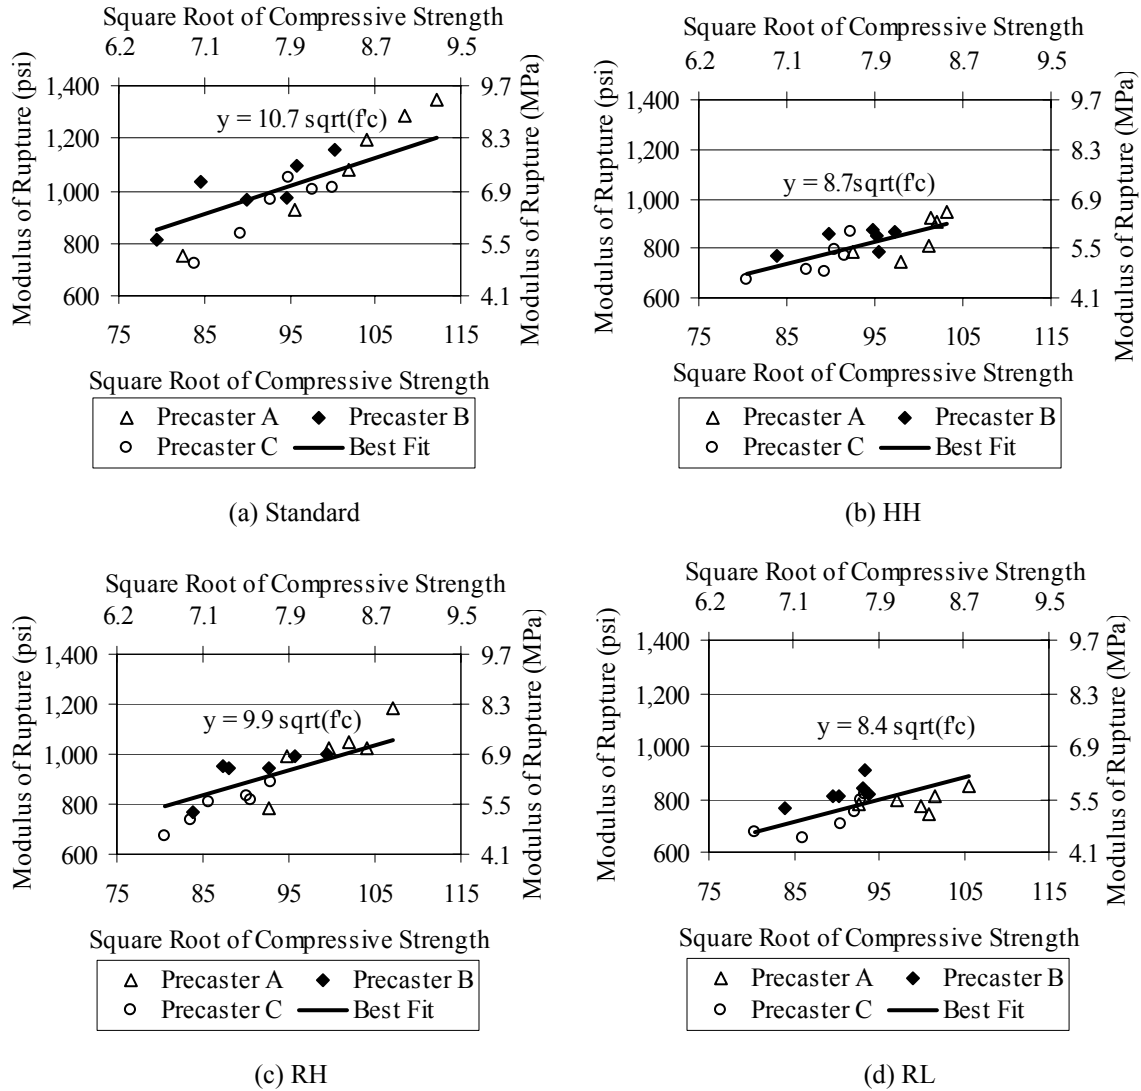 Square Root of Compressive Strength
6.2 7.1 7.9 8.7 9.5
Modulus of Rupture (psi)
1,400
1,200
1,000
800
600
y = 10.7 sqrt(f'c)
9.7
8.3
6.9
5.5
4.1
Modulus of Rupture (MPa)
75 85 95 105 115
Square Root of Compressive Strength
Precaster A Precaster B
Precaster C Best Fit
(a) Standard
Square Root of Compressive Strength
6.2 7.1 7.9 8.7 9.5
Modulus of Rupture (psi)
1,400
1,200
1,000
800
600
y = 8.7sqrt(f'c)
9.7
8.3
6.9
5.5
4.1
Modulus of Rupture (MPa)
75 85 95 105 115
Square Root of Compressive Strength
Precaster A Precaster B
Precaster C Best Fit
(b) HH
Square Root of Compressive Strength
6.2 7.1 7.9 8.7 9.5
Modulus of Rupture (psi)
1,400
1,200
1,000
800
600
y = 9.9 sqrt(f'c)
9.7
8.3
6.9
5.5
4.1
Modulus of Rupture (MPa)
75 85 95 105 115
Square Root of Compressive Strength
Precaster A Precaster B
Precaster C Best Fit
(c) RH
Square Root of Compressive Strength
6.2 7.1 7.9 8.7 9.5
Modulus of Rupture (psi)
1,400
1,200
1,000
800
600
y = 8.4 sqrt(f'c)
9.7
8.3
6.9
5.5
4.1
Modulus of Rupture (MPa)
75 85 95 105 115
Square Root of Compressive Strength
Precaster A Precaster B
Precaster C Best Fit
(d) RL